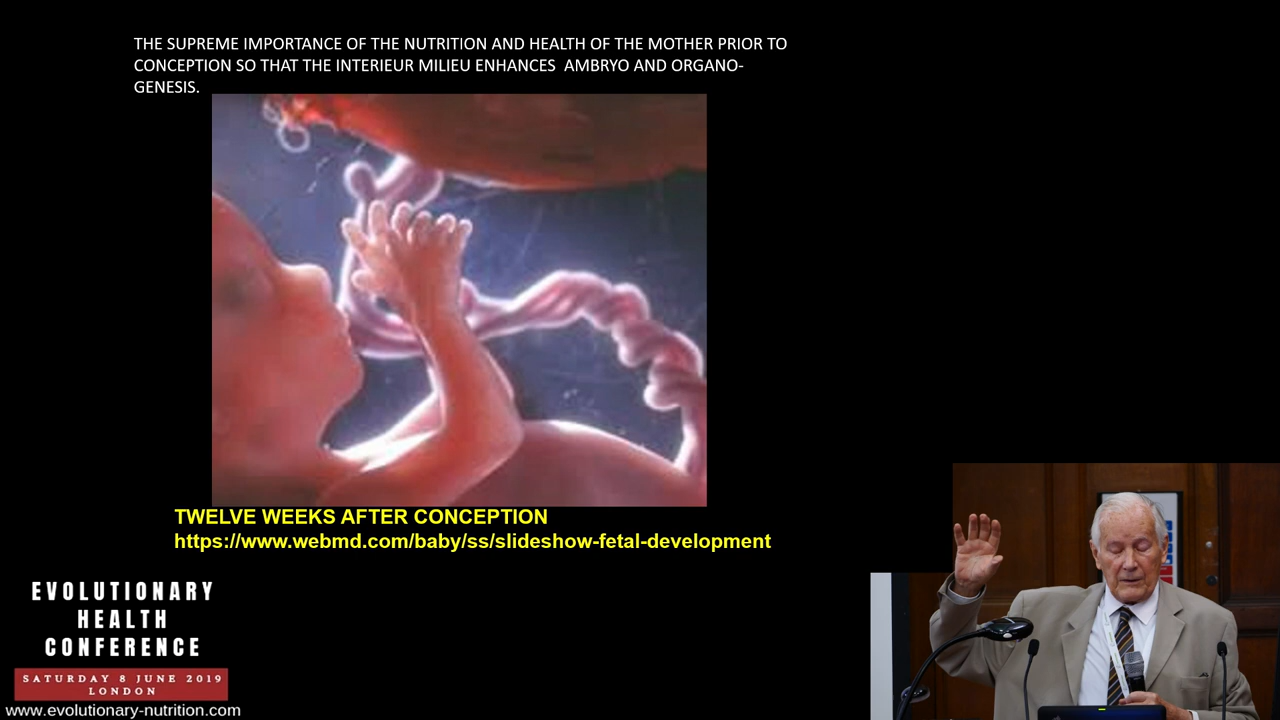 THE SUPREME IMPORTANCE OF THE NUTRITION AND HEALTH OF THE MOTHER PRIOR TO
CONCEPTION SO THAT THE INTERIEUR MILIEU ENHANCES AMBRYO AND ORGANO-
GENESIS.
TWELVE WEEKS AFTER CONCEPTION
https://www.webmd.com/baby/ss/slideshow-fetal-development
EVOLUTIONARY
HEALTH
CONFERENCE
SATURDAY 8 JUNE 2019
LONDON
www.evolutionary-nutrition.com